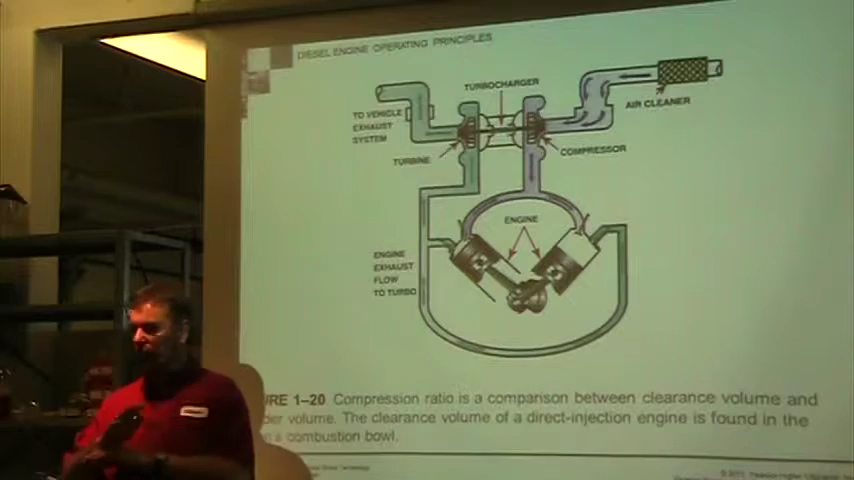 DIESEL ENGINE OPERATING PRINCIPLES
TURBOCHARGER
TO VEHICLE
EXHAUST
SYSTEM
AIR CLEANER
TURBINE
COMPRESSOR
ENGINE
ENGINE
EXHAUST
FLOW
TO TURBO
URE 1–20 Compression ratio is a comparison between clearance volume and
der volume. The clearance volume of a direct-injection engine is found in the
a combustion bowl.